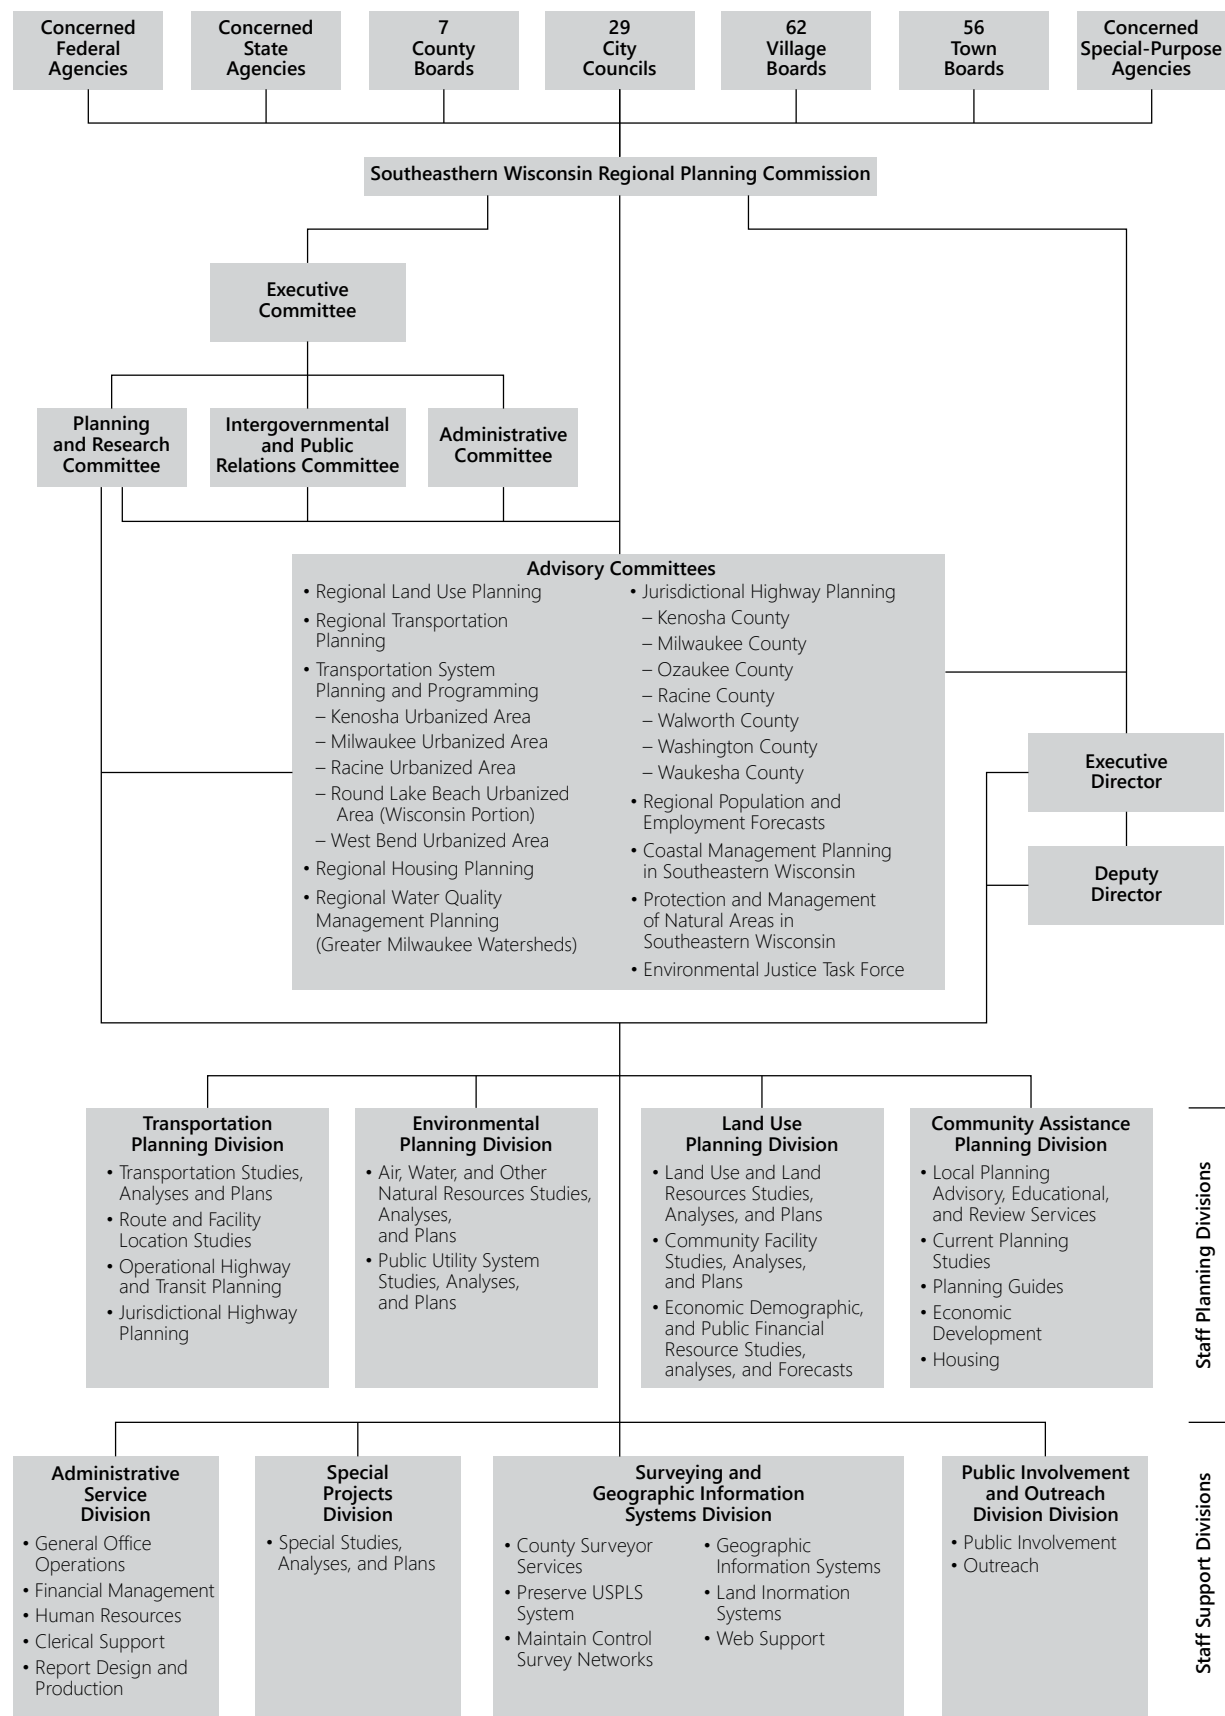 Concerned
Federal
Agencies
Concerned
State
Agencies
7
County
Boards
29
City
Councils
62
Village
Boards
56
Town
Boards
Concerned
Special-Purpose
Agencies
Southeasthern Wisconsin Regional Planning Commission
Executive
Committee
Planning
and Research
Committee
Intergovernmental
and Public
Relations Committee
Administrative
Committee
Advisory Committees
• Regional Land Use Planning
• Regional Transportation
Planning
• Transportation System
Planning and Programming
– Kenosha Urbanized Area
– Milwaukee Urbanized Area
– Racine Urbanized Area
– Round Lake Beach Urbanized
Area (Wisconsin Portion)
– West Bend Urbanized Area
• Regional Housing Planning
• Regional Water Quality
Management Planning
(Greater Milwaukee Watersheds)
• Jurisdictional Highway Planning
– Kenosha County
– Milwaukee County
– Ozaukee County
– Racine County
– Walworth County
– Washington County
– Waukesha County
• Regional Population and
Employment Forecasts
• Coastal Management Planning
in Southeastern Wisconsin
• Protection and Management
of Natural Areas in
Southeastern Wisconsin
• Environmental Justice Task Force
Executive
Director
Deputy
Director
Transportation
Planning Division
• Transportation Studies,
Analyses and Plans
• Route and Facility
Location Studies
• Operational Highway
and Transit Planning
• Jurisdictional Highway
Planning
Environmental
Planning Division
• Air, Water, and Other
Natural Resources Studies,
Analyses,
and Plans
• Public Utility System
Studies, Analyses,
and Plans
Land Use
Planning Division
• Land Use and Land
Resources Studies,
Analyses, and Plans
• Community Facility
Studies, Analyses,
and Plans
• Economic Demographic,
and Public Financial
Resource Studies,
analyses, and Forecasts
Community Assistance
Planning Division
• Local Planning
Advisory, Educational,
and Review Services
• Current Planning
Studies
• Planning Guides
• Economic
Development
• Housing
Staff Planning Divisions
Administrative
Service
Division
• General Office
Operations
• Financial Management
• Human Resources
• Clerical Support
• Report Design and
Production
Special
Projects
Division
• Special Studies,
Analyses, and Plans
Surveying and
Geographic Information
Systems Division
• County Surveyor
Services
• Preserve USPLS
System
• Maintain Control
Survey Networks
• Geographic
Information Systems
• Land Inormation
Systems
• Web Support
Public Involvement
and Outreach
Division Division
• Public Involvement
• Outreach
Staff Support Divisions